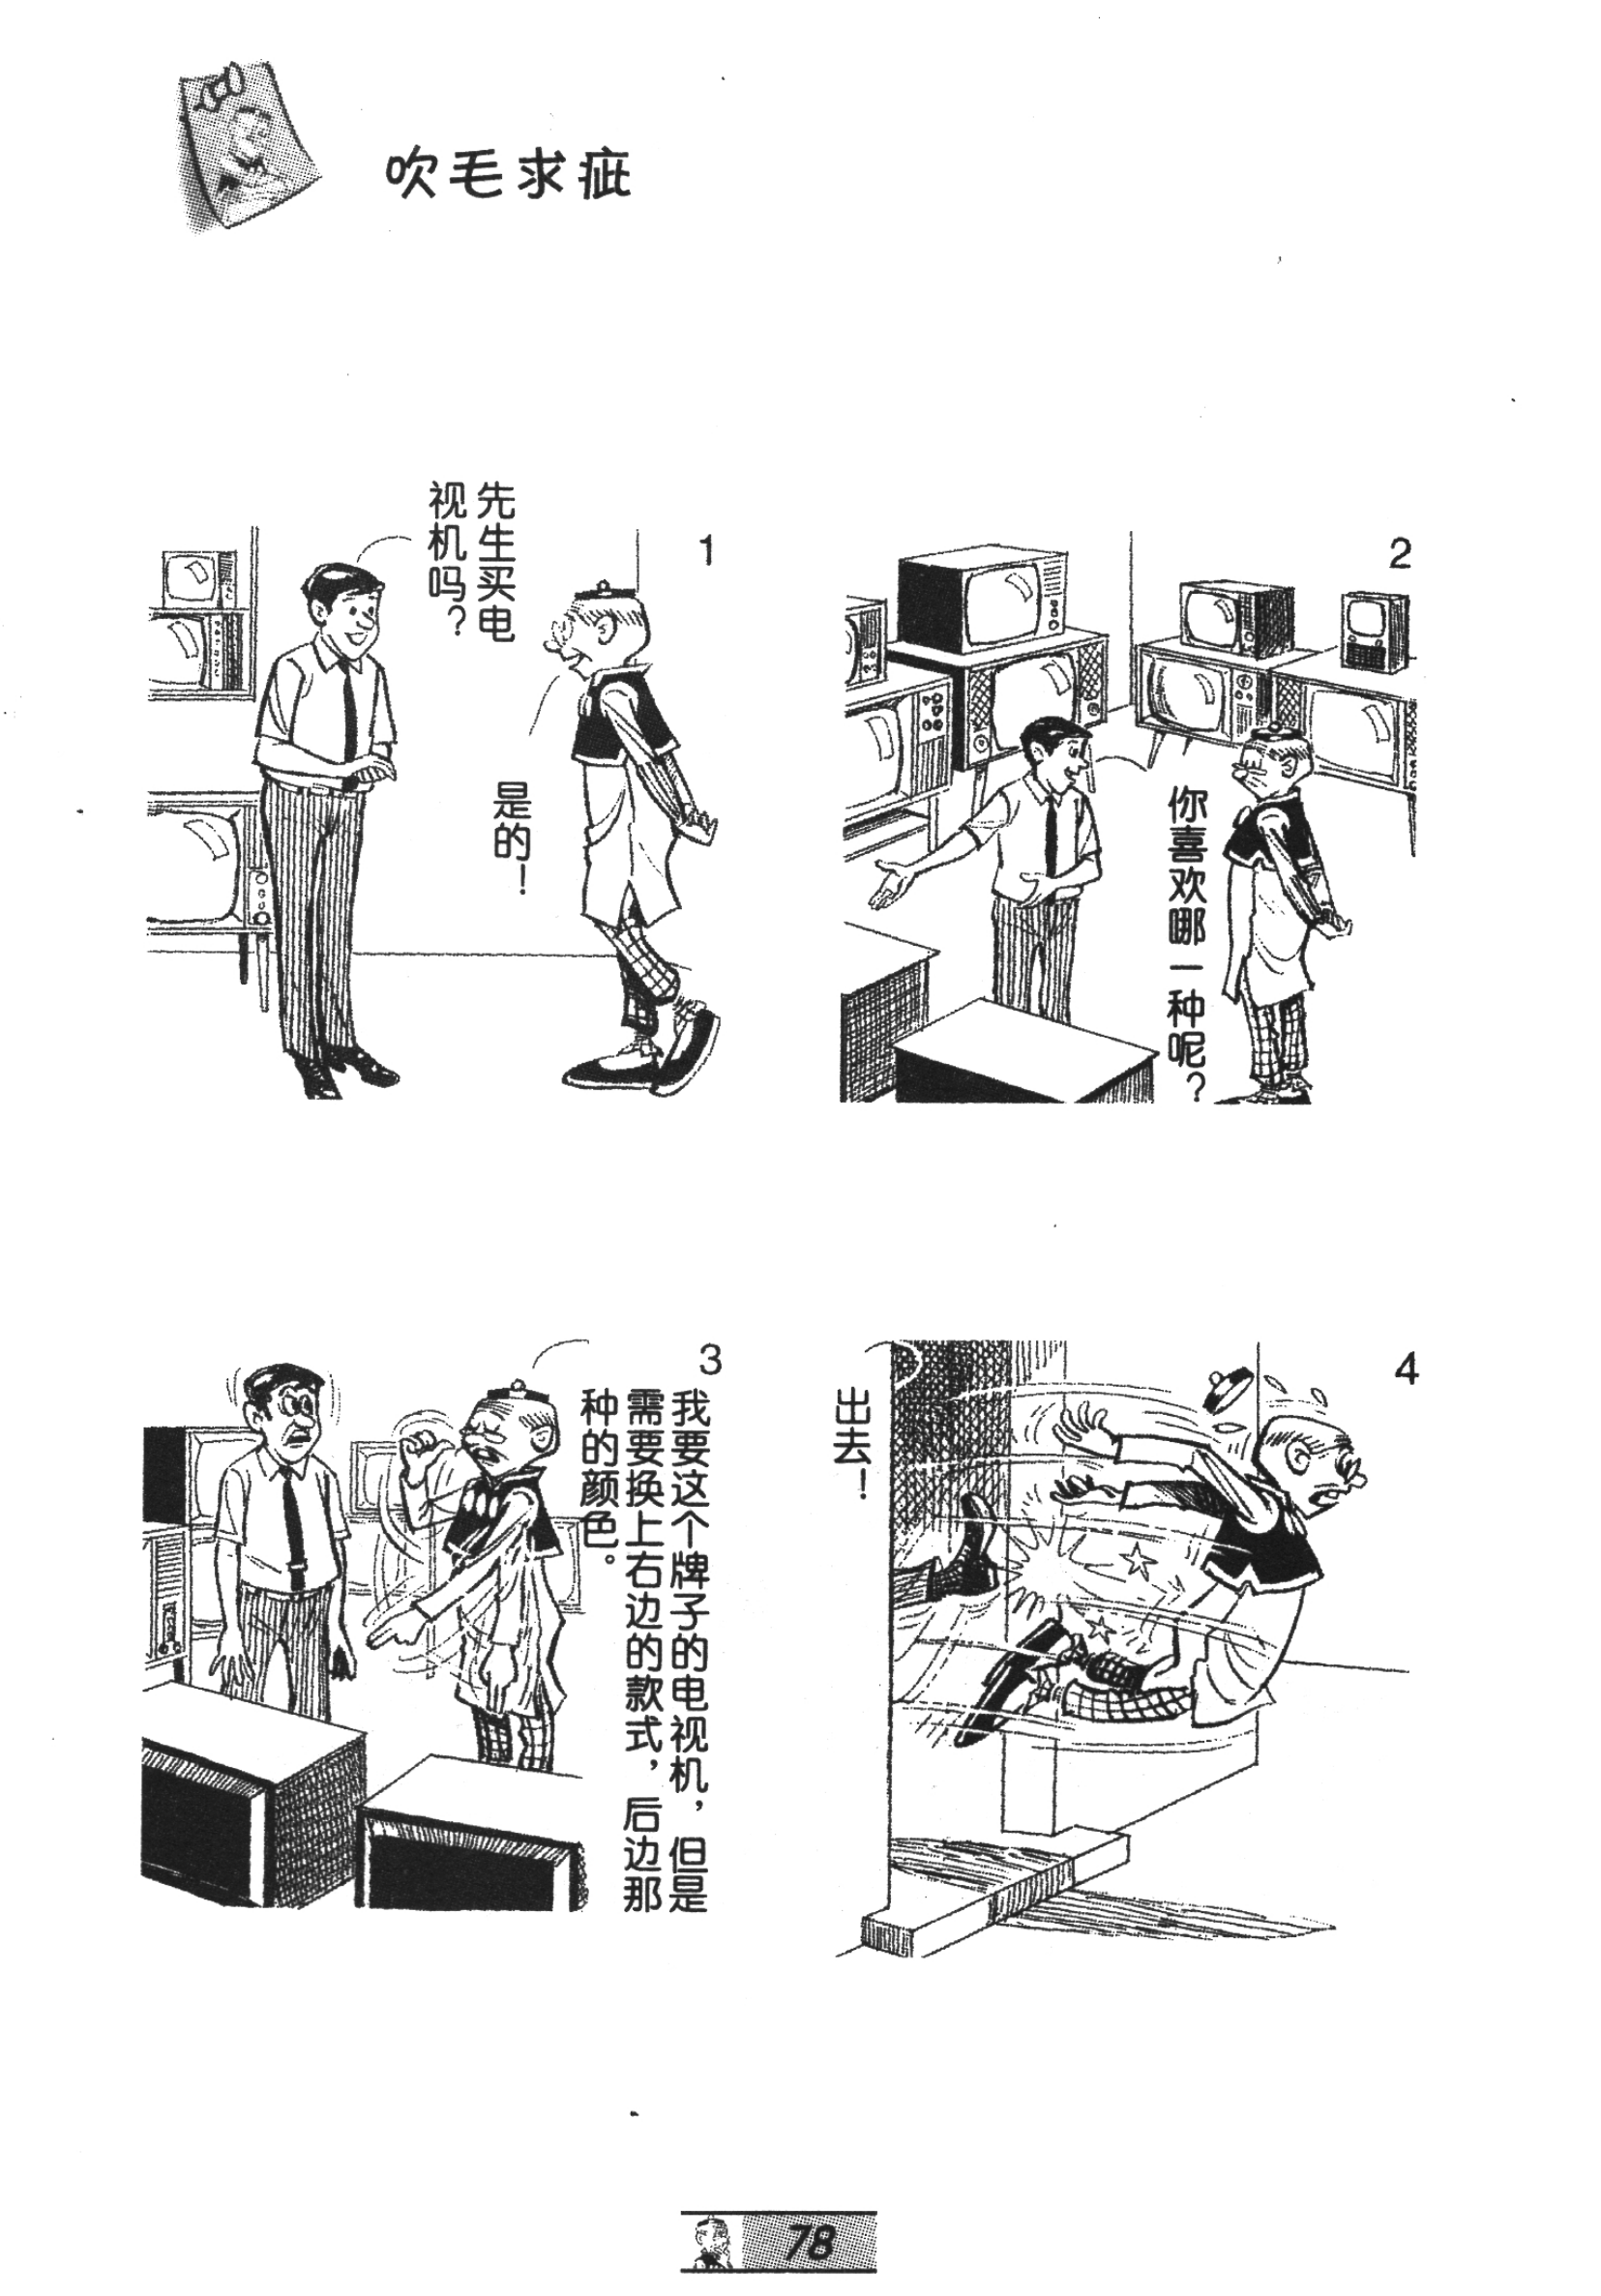 吹毛求疵
1
先生买电
视机吗？
是的！
2
你喜欢哪一种呢？
3
我要这个牌子的电视机，但是
需要换上右边的款式，后边那
种的颜色。
4
出去！
78